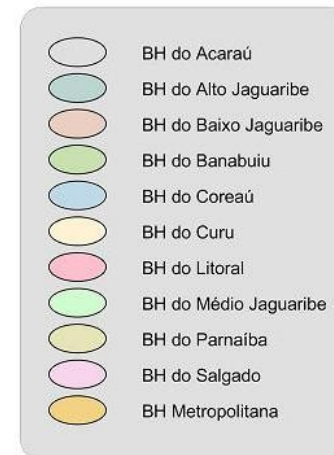 BH do Acaraú
BH do Alto Jaguaribe
BH do Baixo Jaguaribe
BH do Banabuiu
BH do Coreaú
BH do Curu
BH do Litoral
BH do Médio Jaguaribe
BH do Parnaíba
BH do Salgado
BH Metropolitana